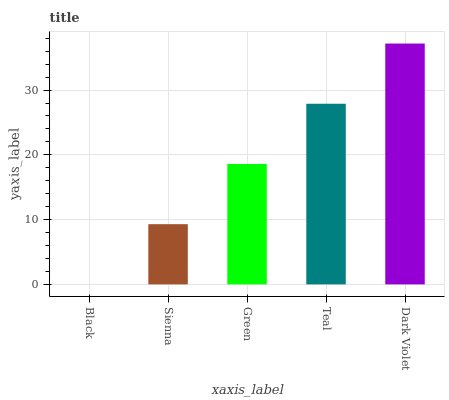 title
yaxis_label
30
20
10
0
Black
Sienna
Green
Teal
Dark Violet
xaxis_label